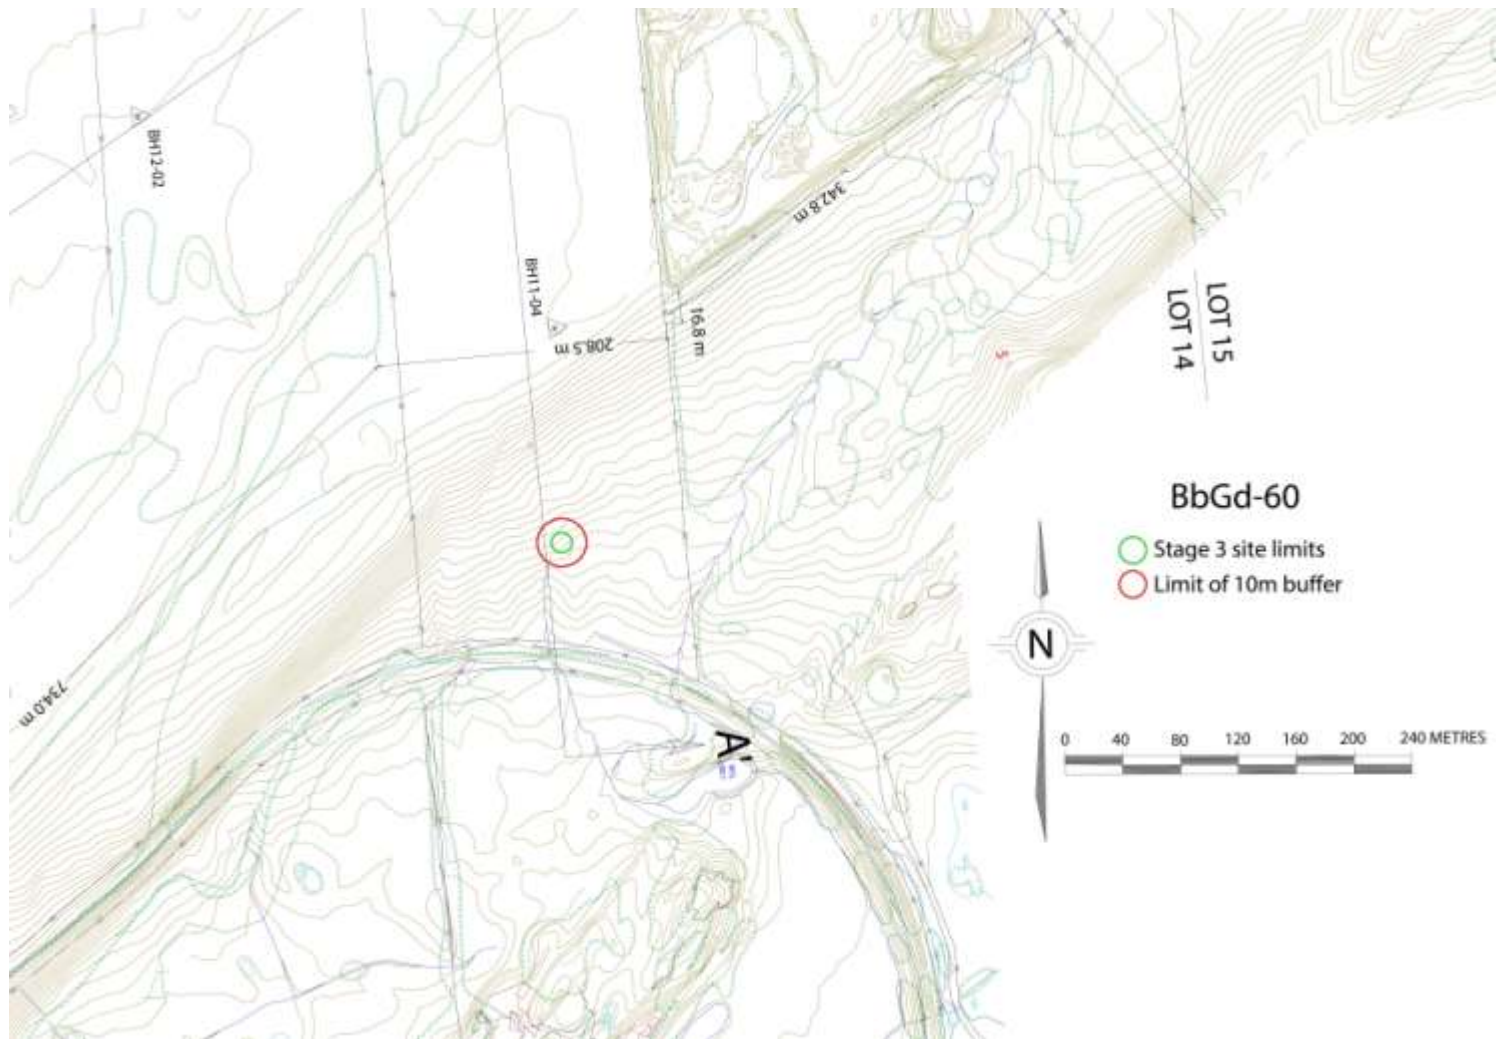 BH12-02
342.8 m
BH11-04
16.8 m
208.5 m
LOT 15
LOT 14
5
BbGd-60
Stage 3 site limits
Limit of 10m buffer
N
734.0 m
A'
0 40 80 120 160 200 240 METRES